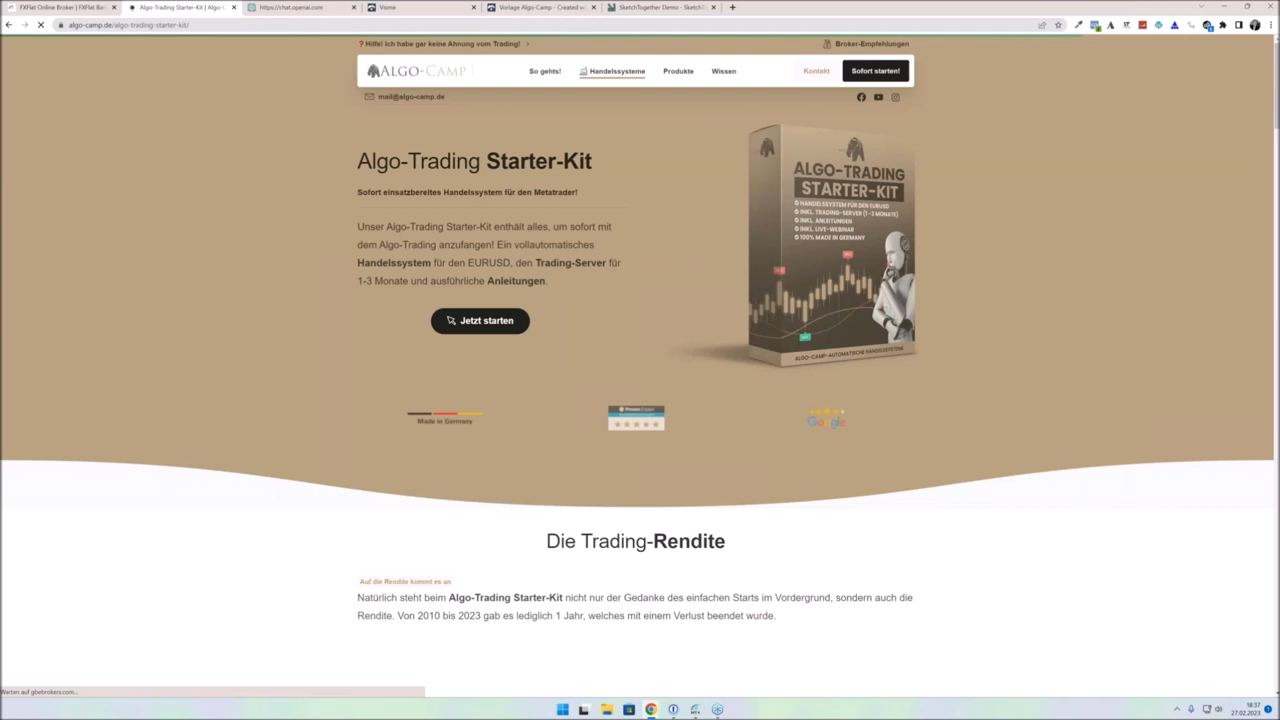 FXFlat Online Broker | FXFlat Ban
Algo-Trading Starter-Kit | Algo-C
https://chat.openai.com
Visme
Vorlage Algo-Camp - Created wi
SketchTogether Demo - SketchT
algo-camp.de/algo-trading-starter-kit/
❓Hilfe! Ich habe gar keine Ahnung vom Trading! >
Broker-Empfehlungen
ALGO-CAMP
So gehts!
Handelssysteme
Produkte
Wissen
Kontakt
Sofort starten!
mail@algo-camp.de
Algo-Trading Starter-Kit
Sofort einsatzbereites Handelssystem für den Metatrader!
Unser Algo-Trading Starter-Kit enthält alles, um sofort mit
dem Algo-Trading anzufangen! Ein vollautomatisches
Handelssystem für den EURUSD, den Trading-Server für
1-3 Monate und ausführliche Anleitungen.
Jetzt starten
ALGO-TRADING
STARTER-KIT
HANDELSSYSTEM FÜR DEN EURUSD
INKL. TRADING-SERVER (1-3 MONATE)
INKL. ANLEITUNGEN
INKL. LIVE-WEBINAR
100% MADE IN GERMANY
ALGO-CAMP-AUTOMATISCHE HANDELSSYSTEME
Made in Germany
Google
Die Trading-Rendite
Auf die Rendite kommt es an
Natürlich steht beim Algo-Trading Starter-Kit nicht nur der Gedanke des einfachen Starts im Vordergrund, sondern auch die
Rendite. Von 2010 bis 2023 gab es lediglich 1 Jahr, welches mit einem Verlust beendet wurde.
Warten auf gbebrokers.com...
18:37
27.02.2023